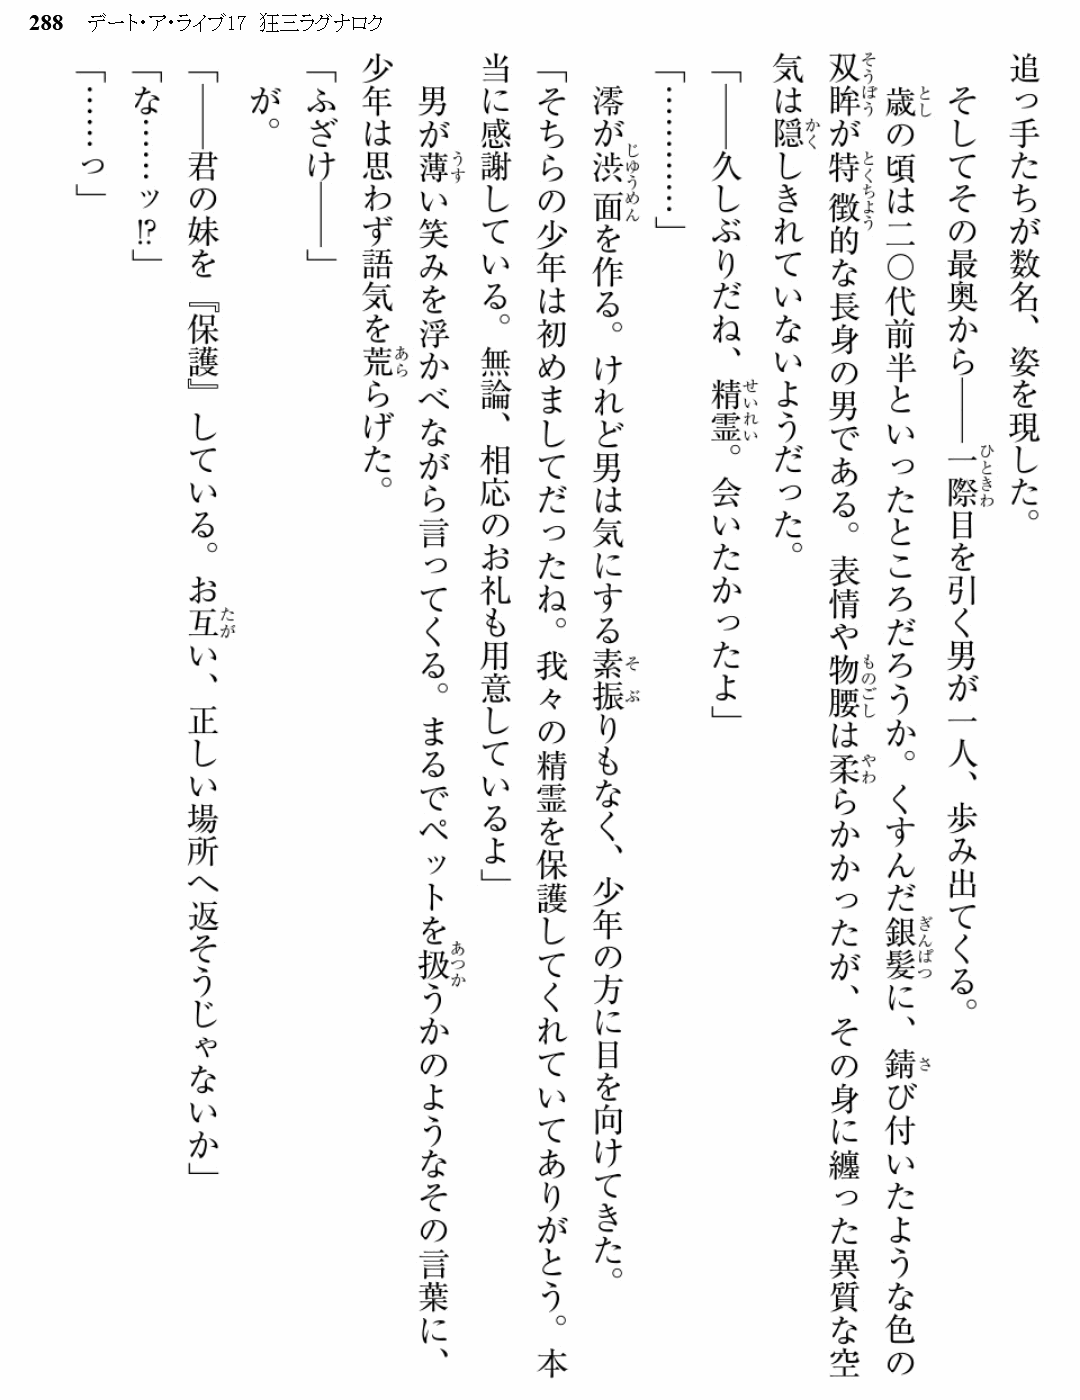 288 デート・ア・ライブ17 狂三ラグナロク
追っ手たちが数名、姿を現した。
そしてその最奥から――一際目を引く男が一人、歩み出てくる。
歳の頃は二〇代前半といったところだろうか。くすんだ銀髪に、錆び付いたような色の
双眸が特徴的な長身の男である。表情や物腰は柔らかかったが、その身に纏った異質な空
気は隠しきれていないようだった。
「――久しぶりだね、精霊。会いたかったよ」
「…………」
澪が渋面を作る。けれど男は気にする素振りもなく、少年の方に目を向けてきた。
「そちらの少年は初めましてだったね。我々の精霊を保護してくれていてありがとう。本
当に感謝している。無論、相応のお礼も用意しているよ」
男が薄い笑みを浮かべながら言ってくる。まるでペットを扱うかのようなその言葉に、
少年は思わず語気を荒らげた。
「ふざけ――」
が。
「――君の妹を『保護』している。お互い、正しい場所へ返そうじゃないか」
「な……ッ!?」
「……っ」